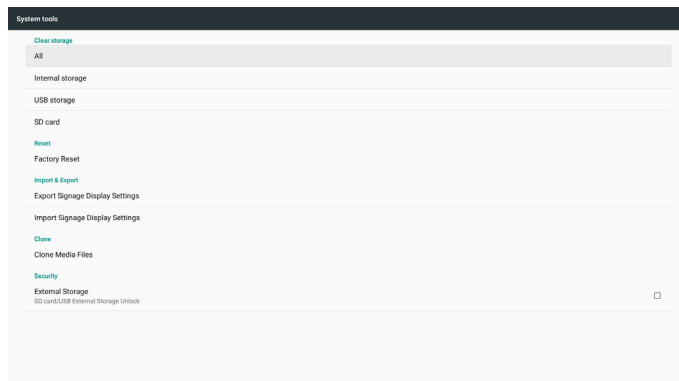 System tools
Clear storage
All
Internal storage
USB storage
SD card
Reset
Factory Reset
Import & Export
Export Signage Display Settings
Import Signage Display Settings
Clone
Clone Media Files
Security
External Storage
SD card/USB External Storage Unlock